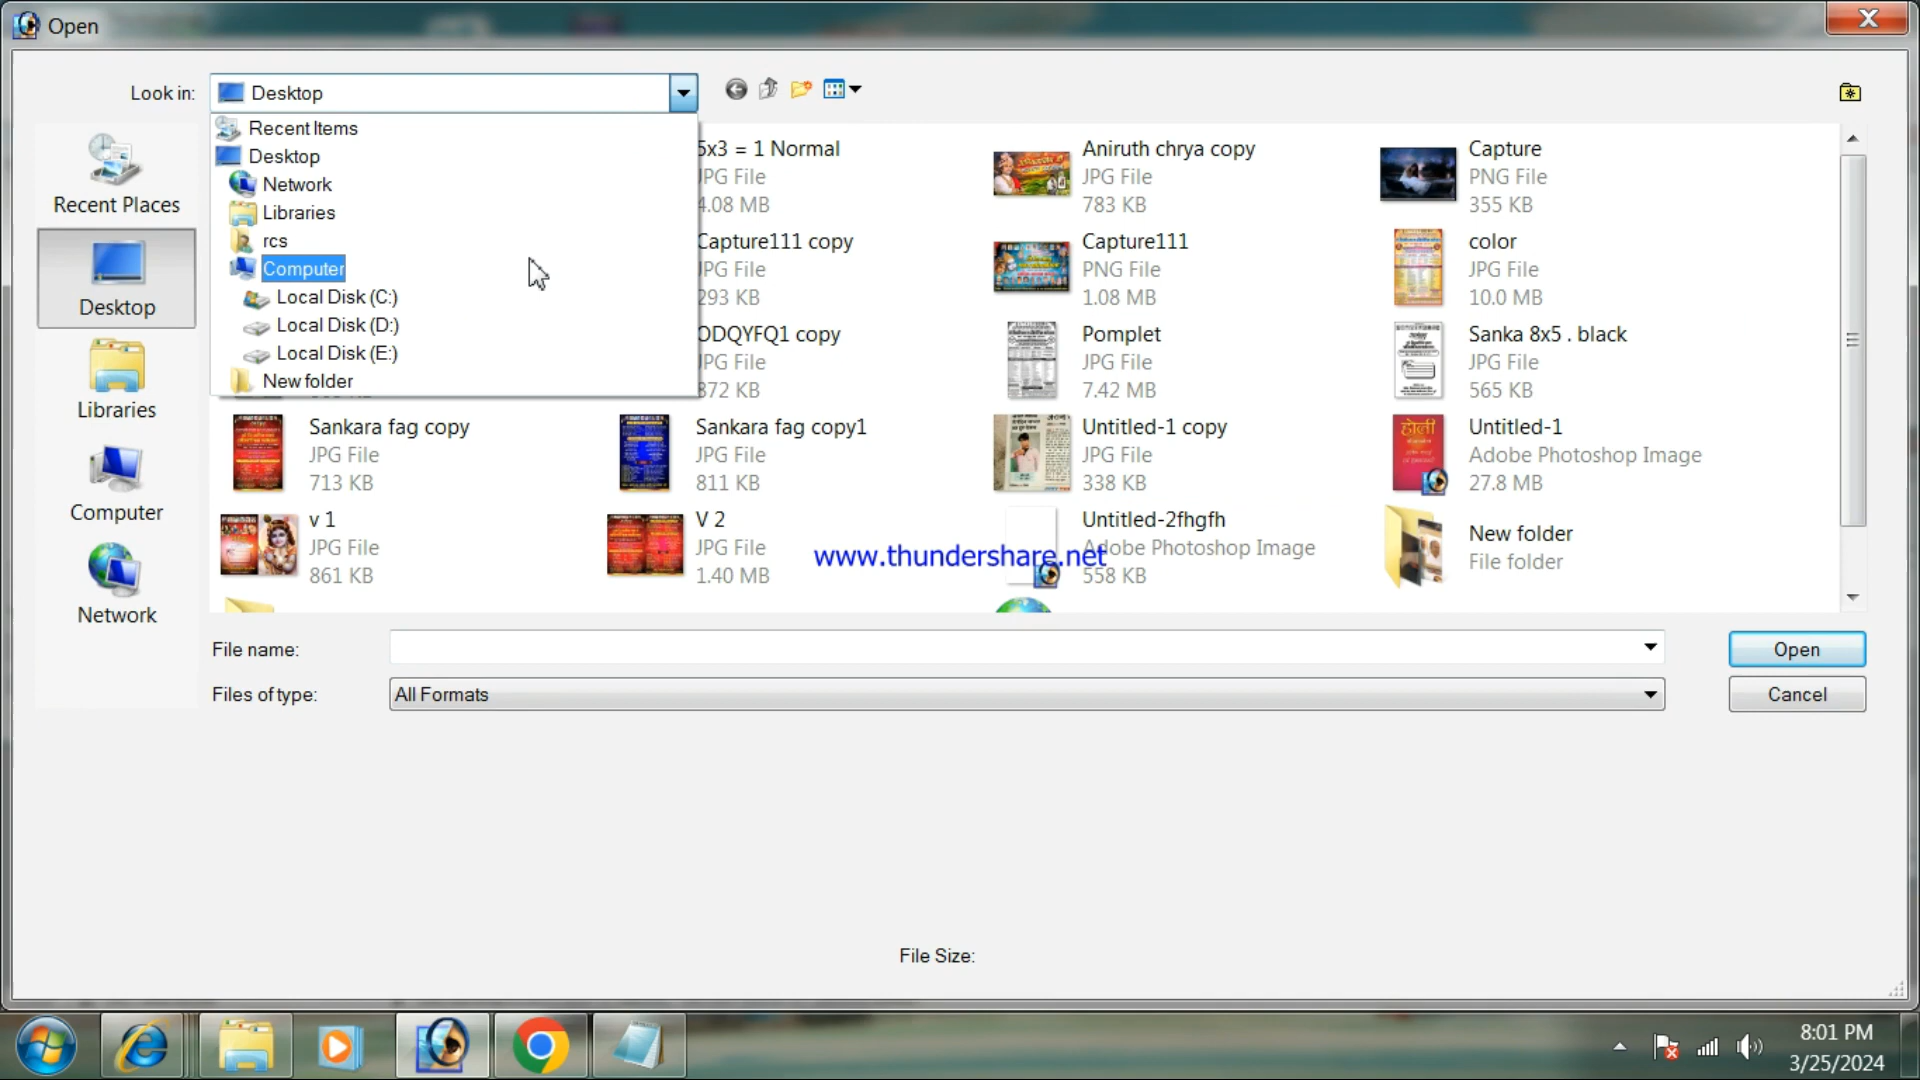 Open
Look in:
Desktop
Recent Items
Desktop
Network
Libraries
rcs
Computer
Local Disk (C:)
Local Disk (D:)
Local Disk (E:)
New folder
Recent Places
Desktop
Libraries
Computer
Network
5x3 = 1 Normal
JPG File
4.08 MB
Aniruth chrya copy
JPG File
783 KB
Capture
PNG File
355 KB
Capture111 copy
JPG File
293 KB
Capture111
PNG File
1.08 MB
color
JPG File
10.0 MB
ODQYFQ1 copy
JPG File
872 KB
Pomplet
JPG File
7.42 MB
Sanka 8x5 . black
JPG File
565 KB
Sankara fag copy
JPG File
713 KB
Sankara fag copy1
JPG File
811 KB
Untitled-1 copy
JPG File
338 KB
होली
Untitled-1
Adobe Photoshop Image
27.8 MB
v 1
JPG File
861 KB
V 2
JPG File
1.40 MB
Untitled-2fhgfh
Adobe Photoshop Image
558 KB
New folder
File folder
www.thundershare.net
File name:
Open
Files of type:
All Formats
Cancel
File Size:
8:01 PM
3/25/2024